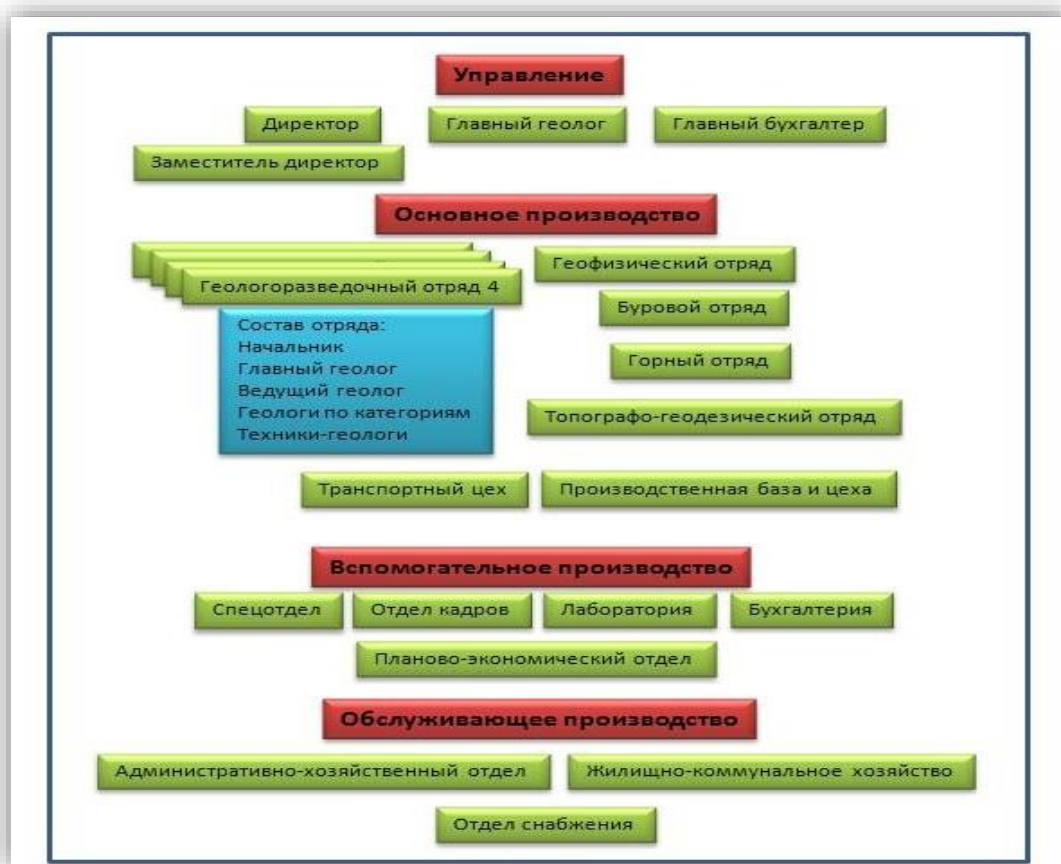 Управление
Директор
Главный геолог
Главный бухгалтер
Заместитель директор
Основное производство
Геологоразведочный отряд 4
Геофизический отряд
Буровой отряд
Состав отряда:
Начальник
Главный геолог
Ведущий геолог
Геологи по категориям
Техники-геологи
Горный отряд
Топографо-геодезический отряд
Транспортный цех
Производственная база и цеха
Вспомогательное производство
Спецотдел
Отдел кадров
Лаборатория
Бухгалтерия
Планово-экономический отдел
Обслуживающее производство
Административно-хозяйственный отдел
Жилищно-коммунальное хозяйство
Отдел снабжения